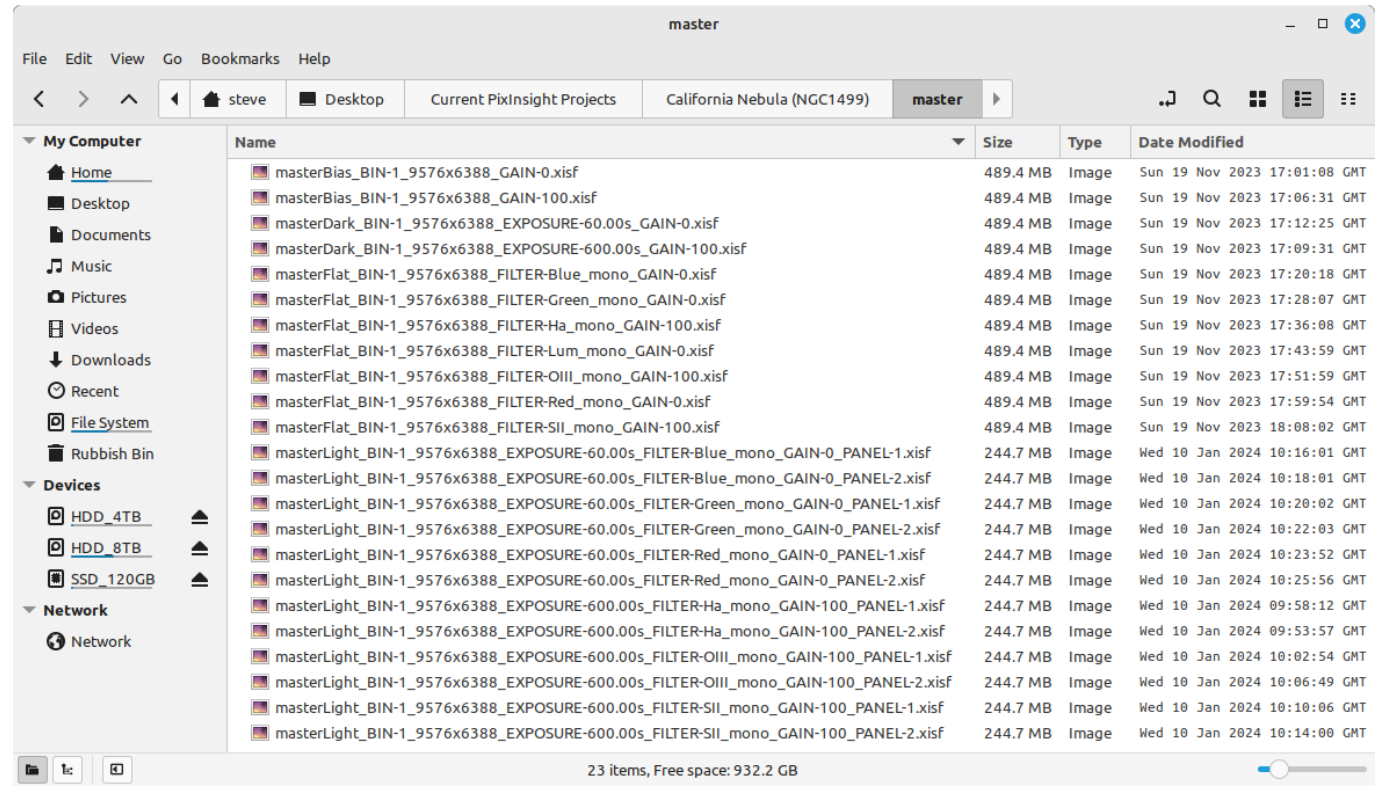 master
File Edit View Go Bookmarks Help
steve Desktop Current PixInsight Projects California Nebula (NGC1499) master
My Computer
Home
Desktop
Documents
Music
Pictures
Videos
Downloads
Recent
File System
Rubbish Bin
Devices
HDD_4TB
HDD_8TB
SSD_120GB
Network
Network
Name Size Type Date Modified
masterBias_BIN-1_9576x6388_GAIN-0.xisf 489.4 MB Image Sun 19 Nov 2023 17:01:08 GMT
masterBias_BIN-1_9576x6388_GAIN-100.xisf 489.4 MB Image Sun 19 Nov 2023 17:06:31 GMT
masterDark_BIN-1_9576x6388_EXPOSURE-60.00s_GAIN-0.xisf 489.4 MB Image Sun 19 Nov 2023 17:12:25 GMT
masterDark_BIN-1_9576x6388_EXPOSURE-600.00s_GAIN-100.xisf 489.4 MB Image Sun 19 Nov 2023 17:09:31 GMT
masterFlat_BIN-1_9576x6388_FILTER-Blue_mono_GAIN-0.xisf 489.4 MB Image Sun 19 Nov 2023 17:20:18 GMT
masterFlat_BIN-1_9576x6388_FILTER-Green_mono_GAIN-0.xisf 489.4 MB Image Sun 19 Nov 2023 17:28:07 GMT
masterFlat_BIN-1_9576x6388_FILTER-Ha_mono_GAIN-100.xisf 489.4 MB Image Sun 19 Nov 2023 17:36:08 GMT
masterFlat_BIN-1_9576x6388_FILTER-Lum_mono_GAIN-0.xisf 489.4 MB Image Sun 19 Nov 2023 17:43:59 GMT
masterFlat_BIN-1_9576x6388_FILTER-OIII_mono_GAIN-100.xisf 489.4 MB Image Sun 19 Nov 2023 17:51:59 GMT
masterFlat_BIN-1_9576x6388_FILTER-Red_mono_GAIN-0.xisf 489.4 MB Image Sun 19 Nov 2023 17:59:54 GMT
masterFlat_BIN-1_9576x6388_FILTER-SII_mono_GAIN-100.xisf 489.4 MB Image Sun 19 Nov 2023 18:08:02 GMT
masterLight_BIN-1_9576x6388_EXPOSURE-60.00s_FILTER-Blue_mono_GAIN-0_PANEL-1.xisf 244.7 MB Image Wed 10 Jan 2024 10:16:01 GMT
masterLight_BIN-1_9576x6388_EXPOSURE-60.00s_FILTER-Blue_mono_GAIN-0_PANEL-2.xisf 244.7 MB Image Wed 10 Jan 2024 10:18:01 GMT
masterLight_BIN-1_9576x6388_EXPOSURE-60.00s_FILTER-Green_mono_GAIN-0_PANEL-1.xisf 244.7 MB Image Wed 10 Jan 2024 10:20:02 GMT
masterLight_BIN-1_9576x6388_EXPOSURE-60.00s_FILTER-Green_mono_GAIN-0_PANEL-2.xisf 244.7 MB Image Wed 10 Jan 2024 10:22:03 GMT
masterLight_BIN-1_9576x6388_EXPOSURE-60.00s_FILTER-Red_mono_GAIN-0_PANEL-1.xisf 244.7 MB Image Wed 10 Jan 2024 10:23:52 GMT
masterLight_BIN-1_9576x6388_EXPOSURE-60.00s_FILTER-Red_mono_GAIN-0_PANEL-2.xisf 244.7 MB Image Wed 10 Jan 2024 10:25:56 GMT
masterLight_BIN-1_9576x6388_EXPOSURE-600.00s_FILTER-Ha_mono_GAIN-100_PANEL-1.xisf 244.7 MB Image Wed 10 Jan 2024 09:58:12 GMT
masterLight_BIN-1_9576x6388_EXPOSURE-600.00s_FILTER-Ha_mono_GAIN-100_PANEL-2.xisf 244.7 MB Image Wed 10 Jan 2024 09:53:57 GMT
masterLight_BIN-1_9576x6388_EXPOSURE-600.00s_FILTER-OIII_mono_GAIN-100_PANEL-1.xisf 244.7 MB Image Wed 10 Jan 2024 10:02:54 GMT
masterLight_BIN-1_9576x6388_EXPOSURE-600.00s_FILTER-OIII_mono_GAIN-100_PANEL-2.xisf 244.7 MB Image Wed 10 Jan 2024 10:06:49 GMT
masterLight_BIN-1_9576x6388_EXPOSURE-600.00s_FILTER-SII_mono_GAIN-100_PANEL-1.xisf 244.7 MB Image Wed 10 Jan 2024 10:10:06 GMT
masterLight_BIN-1_9576x6388_EXPOSURE-600.00s_FILTER-SII_mono_GAIN-100_PANEL-2.xisf 244.7 MB Image Wed 10 Jan 2024 10:14:00 GMT
23 items, Free space: 932.2 GB